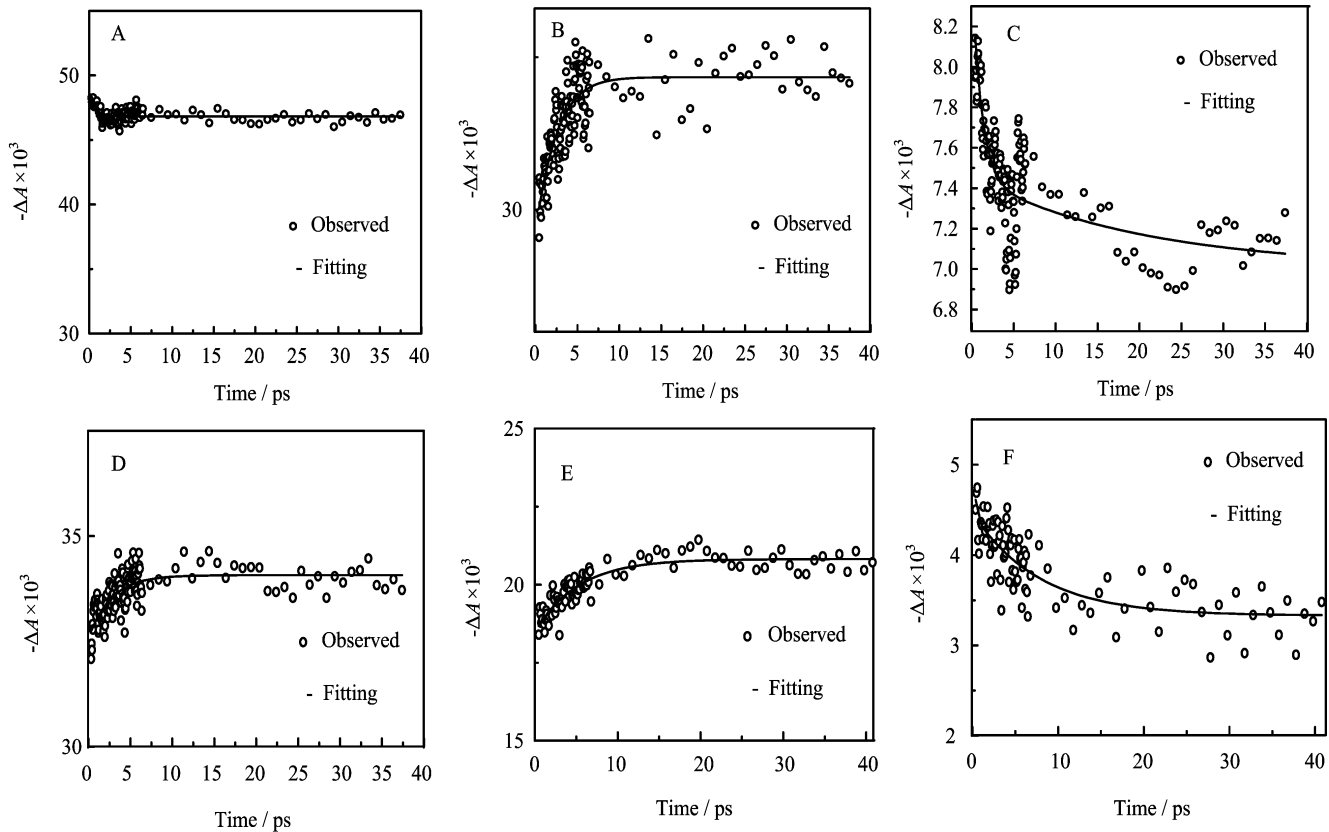 A
50
40
30
-ΔA ×10³
Observed
- Fitting
0 5 10 15 20 25 30 35 40
Time / ps
B
30
-ΔA ×10³
Observed
- Fitting
0 5 10 15 20 25 30 35 40
Time / ps
C
8.2
8.0
7.8
7.6
7.4
7.2
7.0
6.8
-ΔA ×10³
Observed
- Fitting
0 5 10 15 20 25 30 35 40
Time / ps
D
35
30
-ΔA ×10³
Observed
- Fitting
0 5 10 15 20 25 30 35 40
Time / ps
E
25
20
15
-ΔA ×10³
Observed
- Fitting
0 10 20 30 40
Time / ps
F
5
4
3
2
-ΔA ×10³
Observed
- Fitting
0 10 20 30 40
Time / ps